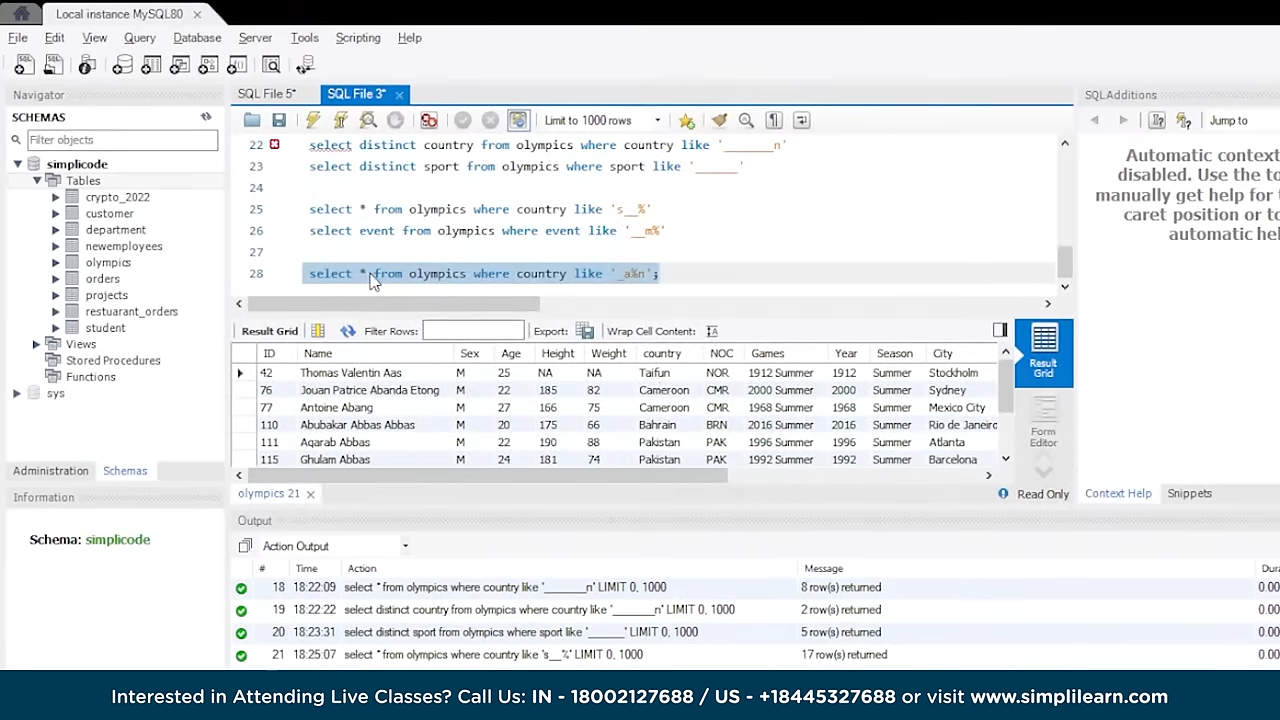 Local instance MySQL80 ×
File Edit View Query Database Server Tools Scripting Help
Navigator
SCHEMAS
Filter objects
simplicode
Tables
crypto_2022
customer
department
newemployees
olympics
orders
projects
restuarant_orders
student
Views
Stored Procedures
Functions
sys
Administration Schemas
Information
Schema: simplicode
SQL File 5* SQL File 3* ×
Limit to 1000 rows
22 select distinct country from olympics where country like '_______n'
23 select distinct sport from olympics where sport like '______'
24
25 select * from olympics where country like 's__%'
26 select event from olympics where event like '__m%'
27
28 select * from olympics where country like '_a%n';
Result Grid Filter Rows: Export: Wrap Cell Content:
ID Name Sex Age Height Weight country NOC Games Year Season City
42 Thomas Valentin Aas M 25 NA NA Taifun NOR 1912 Summer 1912 Summer Stockholm
76 Jouan Patrice Abanda Etong M 22 185 82 Cameroon CMR 2000 Summer 2000 Summer Sydney
77 Antoine Abang M 27 166 75 Cameroon CMR 1968 Summer 1968 Summer Mexico City
110 Abubakar Abbas Abbas M 20 175 66 Bahrain BRN 2016 Summer 2016 Summer Rio de Janeiro
111 Aqarab Abbas M 22 190 88 Pakistan PAK 1996 Summer 1996 Summer Atlanta
115 Ghulam Abbas M 24 181 74 Pakistan PAK 1992 Summer 1992 Summer Barcelona
Result Grid
Form Editor
olympics 21 ×
Read Only
SQLAdditions
Jump to
Automatic context
disabled. Use the to
manually get help for
caret position or to
automatic hel
Context Help Snippets
Output
Action Output
# Time Action Message Dura
18 18:22:09 select * from olympics where country like '_______n' LIMIT 0, 1000 8 row(s) returned 0.00
19 18:22:22 select distinct country from olympics where country like '_______n' LIMIT 0, 1000 2 row(s) returned 0.00
20 18:23:31 select distinct sport from olympics where sport like '______' LIMIT 0, 1000 5 row(s) returned 0.00
21 18:25:07 select * from olympics where country like 's__%' LIMIT 0, 1000 17 row(s) returned 0.00
Interested in Attending Live Classes? Call Us: IN - 18002127688 / US - +18445327688 or visit www.simplilearn.com